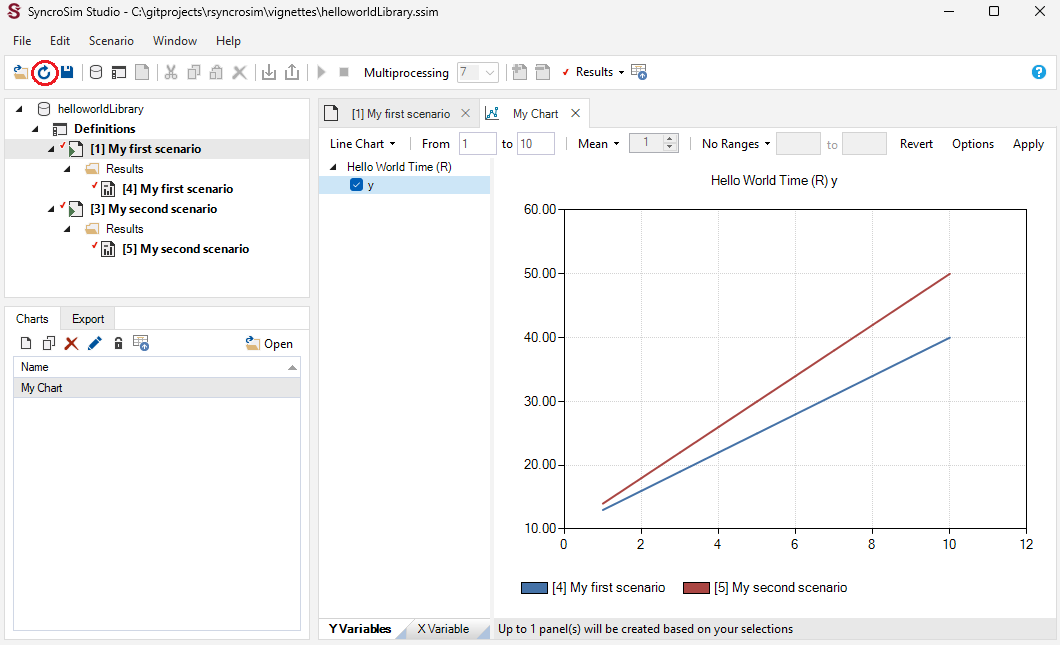 SyncroSim Studio - C:\gitprojects\rsyncrosim\vignettes\helloworldLibrary.ssim
File Edit Scenario Window Help
Multiprocessing 7 Results
helloworldLibrary
Definitions
[1] My first scenario
Results
[4] My first scenario
[3] My second scenario
Results
[5] My second scenario
Charts Export
Open
Name
My Chart
[1] My first scenario My Chart
Line Chart From 1 to 10 Mean 1 No Ranges to Revert Options Apply
Hello World Time (R)
y
Hello World Time (R) y
60.00
50.00
40.00
30.00
20.00
10.00
0 2 4 6 8 10 12
[4] My first scenario [5] My second scenario
Y Variables X Variable Up to 1 panel(s) will be created based on your selections